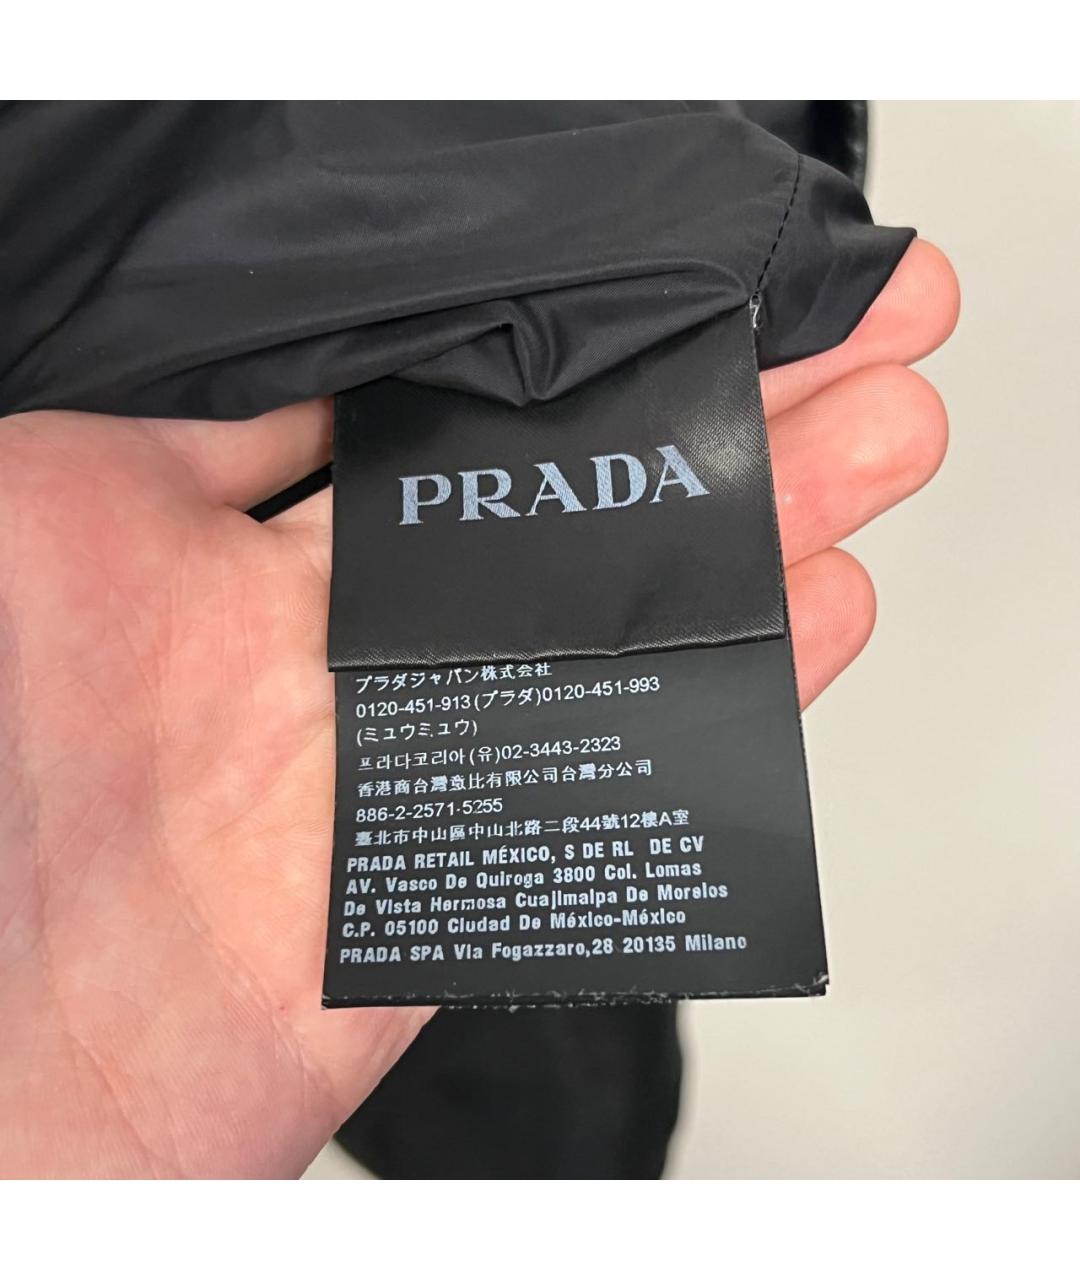 PRADA
プラダジャパン株式会社
0120-451-913(プラダ)0120-451-993
(ミュウミュウ)
프라다코리아(유)02-3443-2323
香港商台灣意比有限公司台灣分公司
886-2-2571-5255
臺北市中山區中山北路二段44號12樓A室
PRADA RETAIL MÉXICO, S DE RL DE CV
AV. Vasco De Quiroga 3800 Col. Lomas
De Vista Hermosa Cuajimalpa De Morelos
C.P. 05100 Ciudad De México-México
PRADA SPA Via Fogazzaro,28 20135 Milano